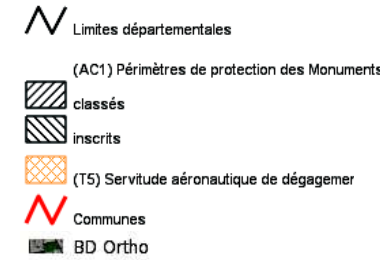 Limites départementales
(AC1) Périmètres de protection des Monuments
classés
inscrits
(T5) Servitude aéronautique de dégagemer
Communes
BD Ortho